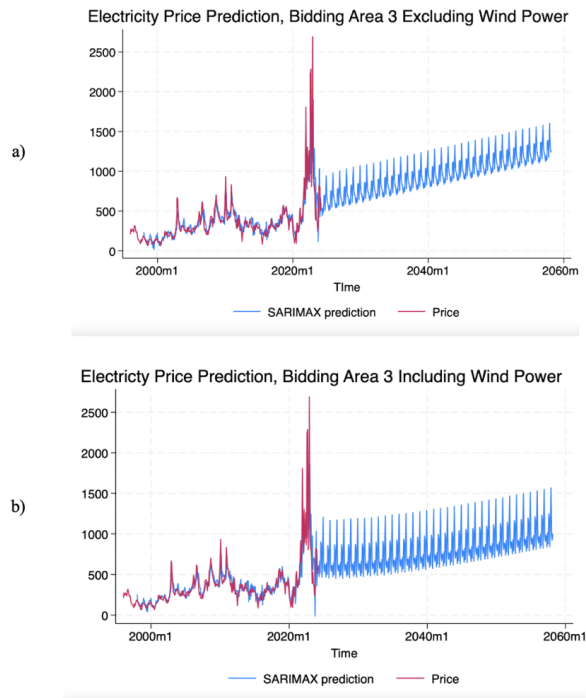 Electricity Price Prediction, Bidding Area 3 Excluding Wind Power
a)
2500
2000
1500
1000
500
0
2000m1 2020m1 2040m1 2060m
TIme
SARIMAX prediction Price
Electricty Price Prediction, Bidding Area 3 Including Wind Power
b)
2500
2000
1500
1000
500
0
2000m1 2020m1 2040m1 2060m1
Time
SARIMAX prediction Price